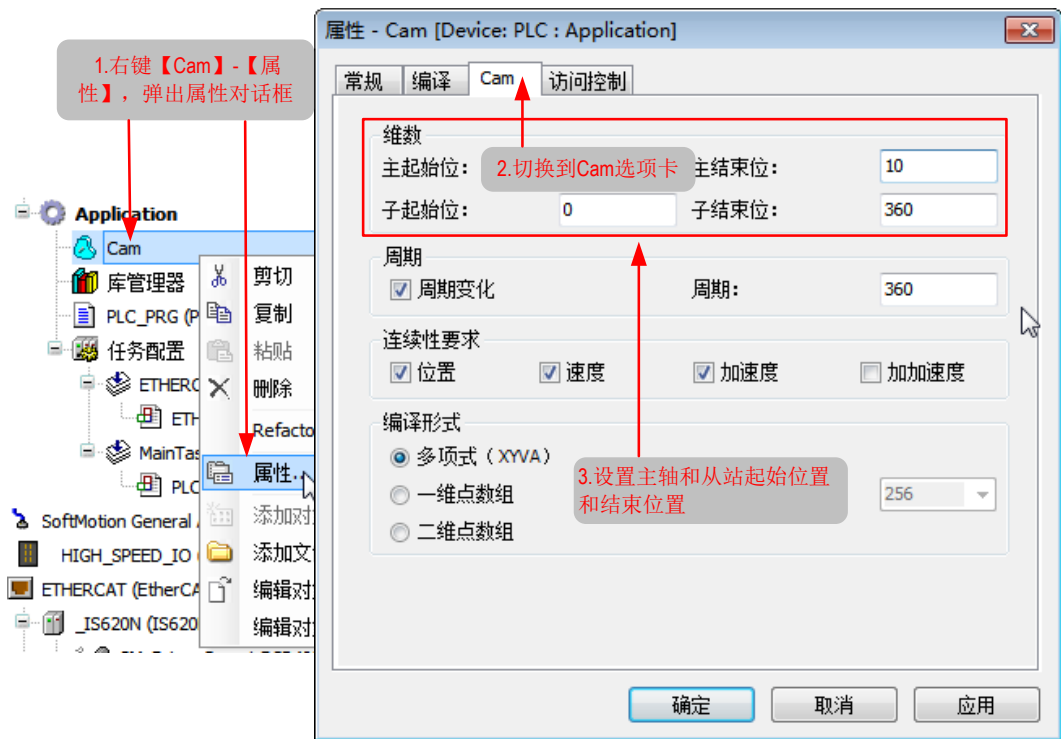 属性 - Cam [Device: PLC : Application]
1.右键【Cam】-【属
性】，弹出属性对话框
常规
编译
Cam
访问控制
维数
主起始位:
2.切换到Cam选项卡
主结束位:
10
子起始位:
0
子结束位:
360
周期
周期变化
周期:
360
连续性要求
位置
速度
加速度
加加速度
编译形式
多项式（XYVA）
一维点数组
二维点数组
256
3.设置主轴和从站起始位置
和结束位置
确定
取消
应用
Application
Cam
库管理器
PLC_PRG (P
任务配置
ETHERC
ETH
MainTas
PLC
SoftMotion General
HIGH_SPEED_IO
ETHERCAT (EtherCA
_IS620N (IS620
剪切
复制
粘贴
删除
Refacto
属性..
添加对
添加文
编辑对
编辑对